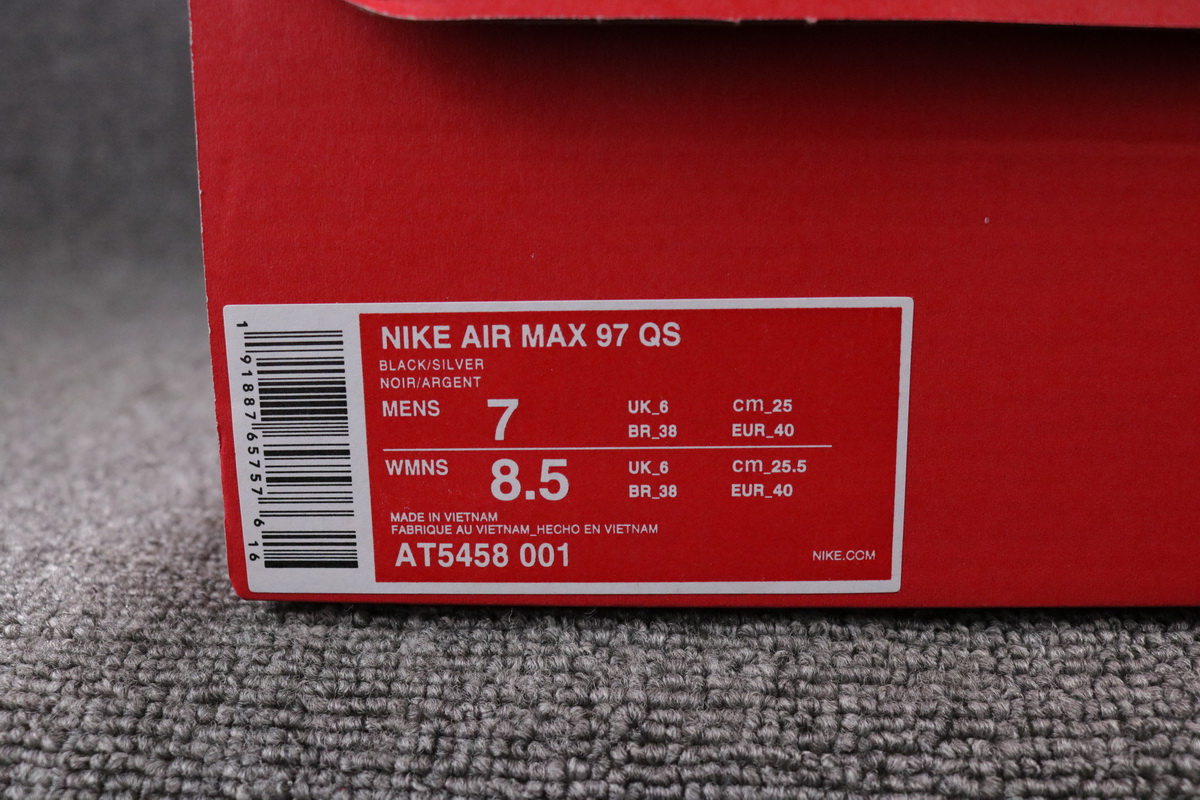 NIKE AIR MAX 97 QS
BLACK/SILVER
NOIR/ARGENT
MENS 7 UK_6 cm_25
BR_38 EUR_40
WMNS 8.5 UK_6 cm_25.5
BR_38 EUR_40
MADE IN VIETNAM
FABRIQUE AU VIETNAM_HECHO EN VIETNAM
AT5458 001
NIKE.COM
1 91887 65757 6 16